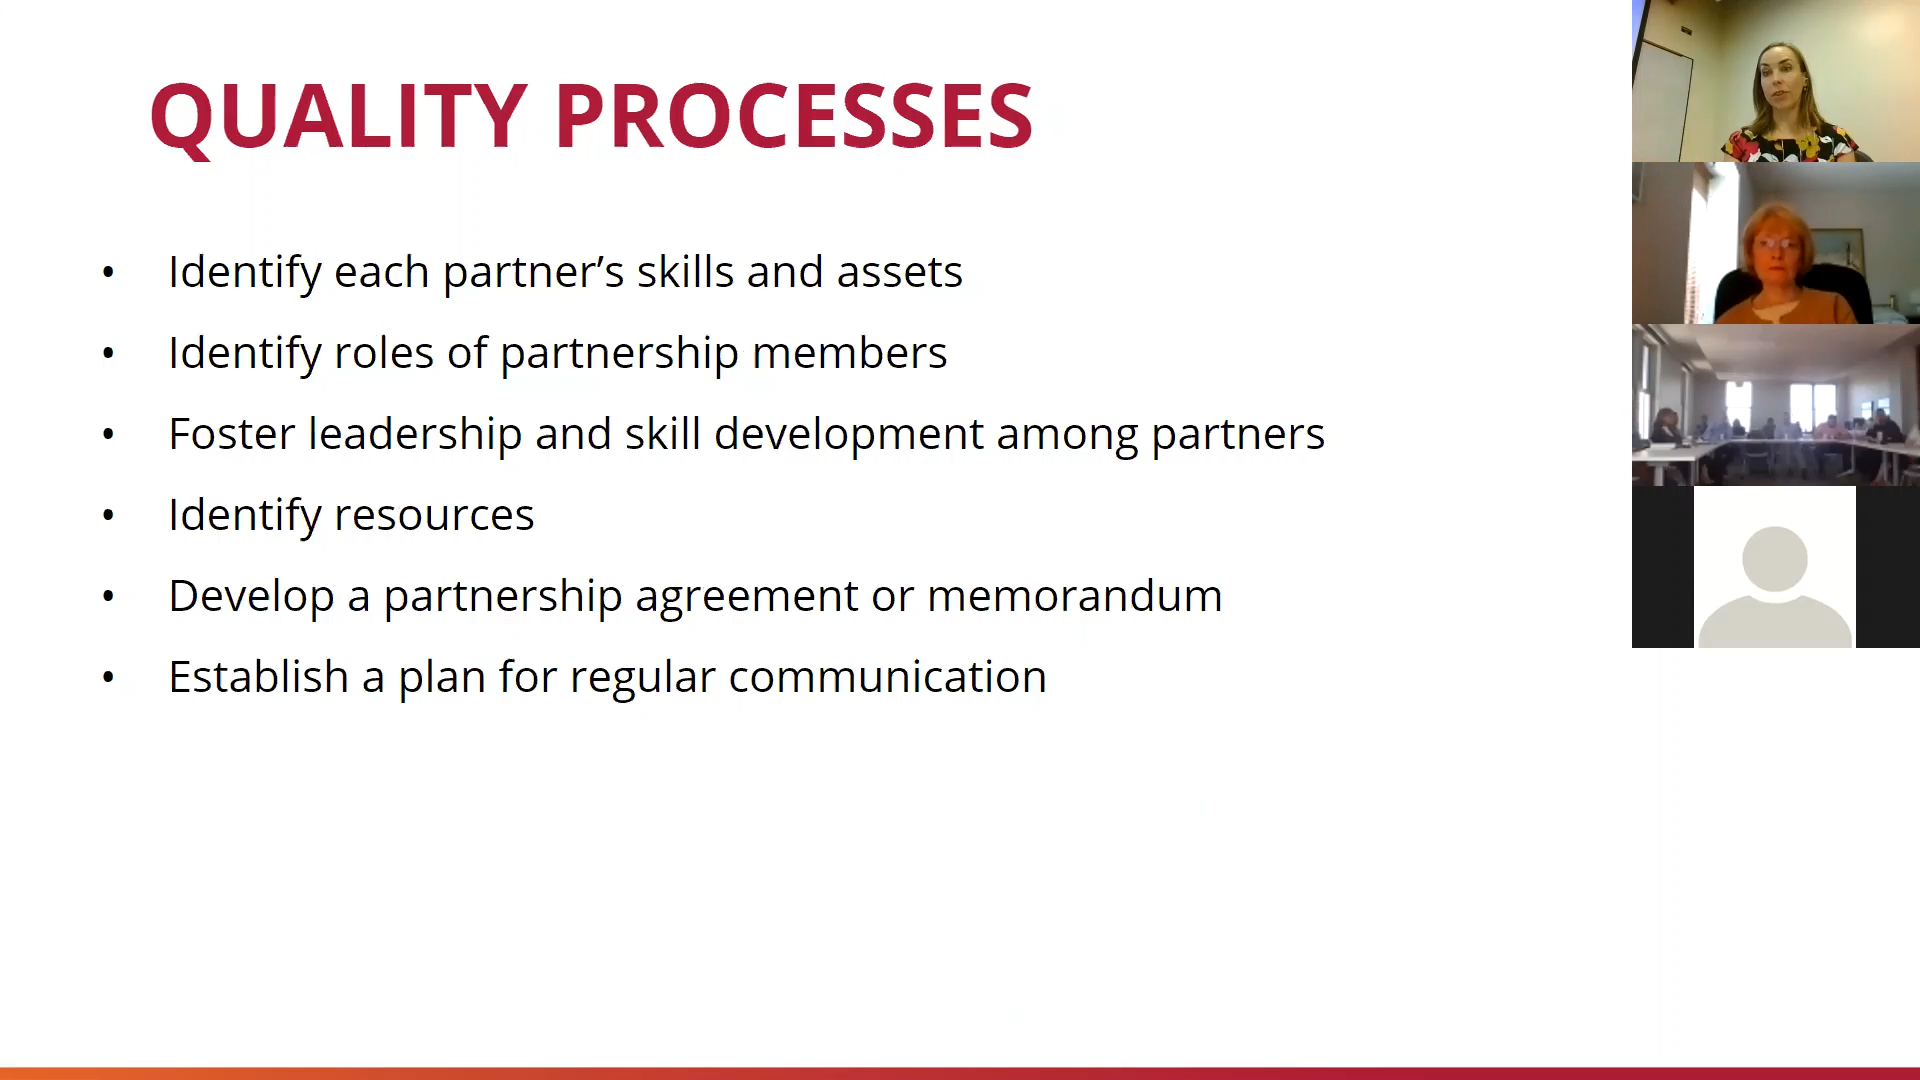 QUALITY PROCESSES
• Identify each partner’s skills and assets
• Identify roles of partnership members
• Foster leadership and skill development among partners
• Identify resources
• Develop a partnership agreement or memorandum
• Establish a plan for regular communication